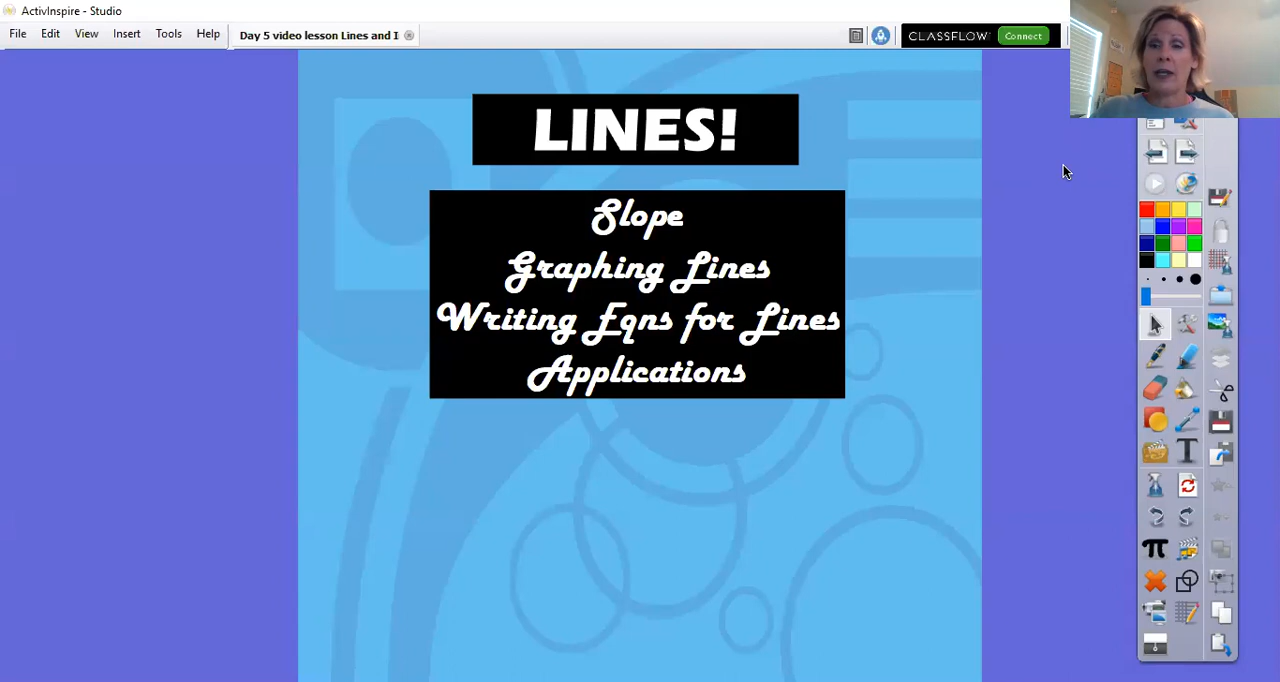 ActivInspire - Studio
File Edit View Insert Tools Help
Day 5 video lesson Lines and I
CLASSFLOW Connect
LINES!
Slope
Graphing Lines
Writing Eqns for Lines
Applications